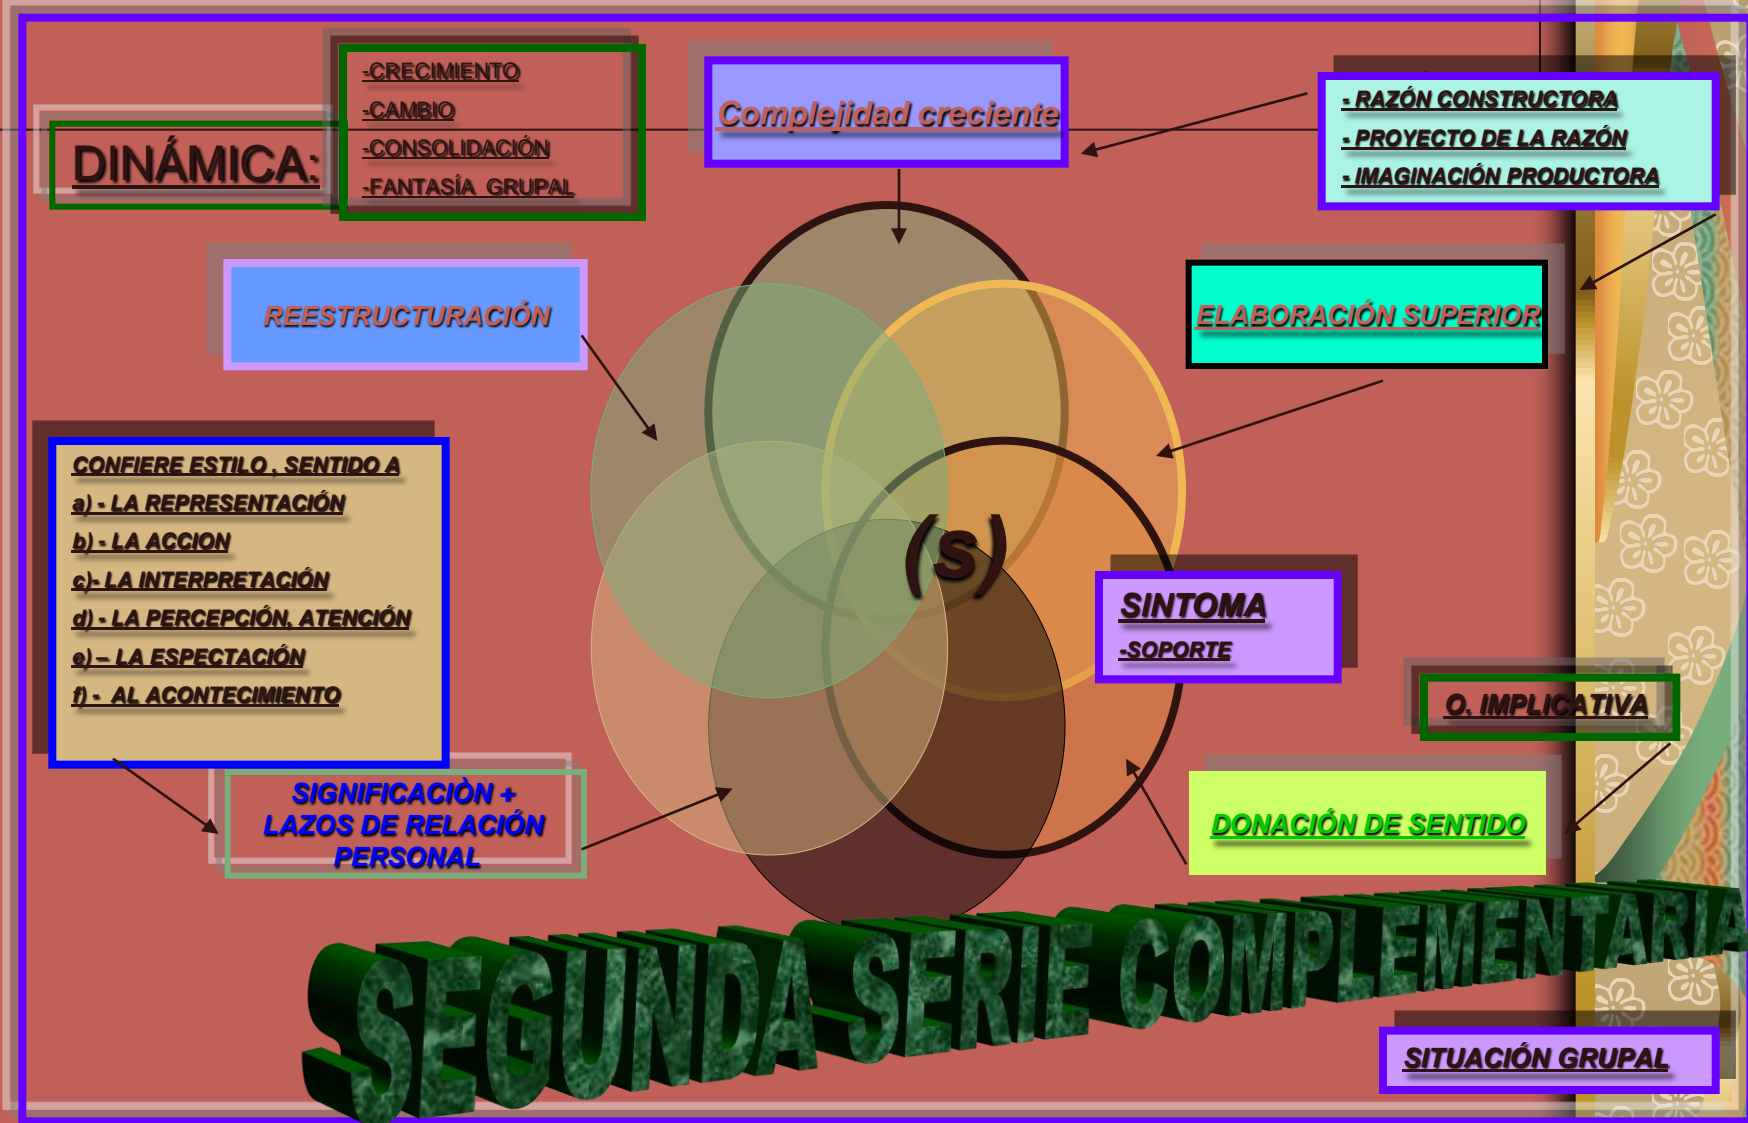 DINÁMICA:
-CRECIMIENTO
-CAMBIO
-CONSOLIDACIÓN
-FANTASÍA GRUPAL
Complejidad creciente
- RAZÓN CONSTRUCTORA
- PROYECTO DE LA RAZÓN
- IMAGINACIÓN PRODUCTORA
REESTRUCTURACIÓN
ELABORACIÓN SUPERIOR
CONFIERE ESTILO , SENTIDO A
a) - LA REPRESENTACIÓN
b) - LA ACCION
c)- LA INTERPRETACIÓN
d) - LA PERCEPCIÓN, ATENCIÓN
e) – LA ESPECTACIÓN
f) - AL ACONTECIMIENTO
(s)
SINTOMA
-SOPORTE
O. IMPLICATIVA
SIGNIFICACIÒN +
LAZOS DE RELACIÓN
PERSONAL
DONACIÓN DE SENTIDO
SEGUNDA SERIE COMPLEMENTARIA
SITUACIÓN GRUPAL